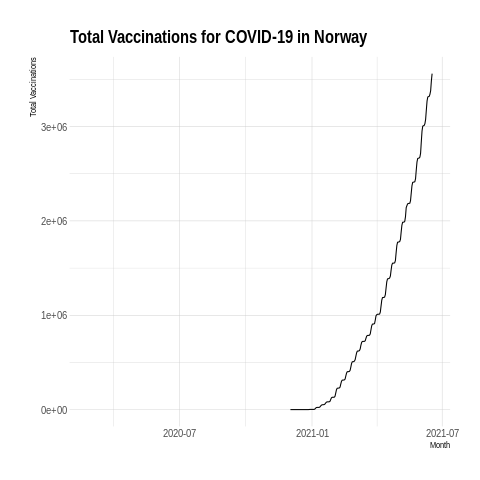 Total Vaccinations for COVID-19 in Norway
Total Vaccinations
3e+06
2e+06
1e+06
0e+00
2020-07
2021-01
2021-07
Month